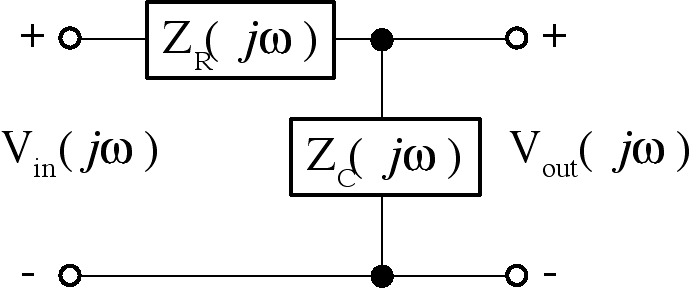 + Z_R( jω) +
V_in(jω) Z_C( jω) V_out( jω)
- -